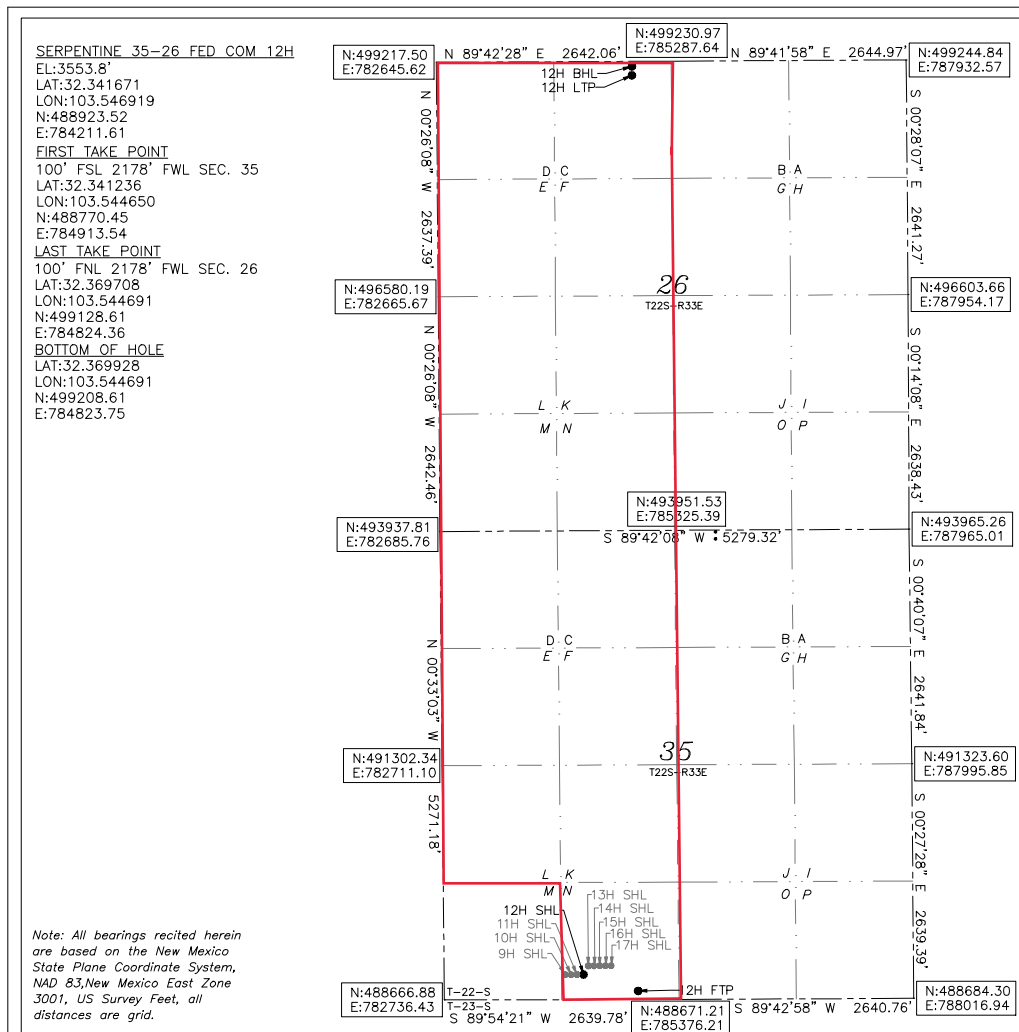 SERPENTINE 35-26 FED COM 12H
EL:3553.8'
LAT:32.341671
LON:103.546919
N:488923.52
E:784211.61
FIRST TAKE POINT
100' FSL 2178' FWL SEC. 35
LAT:32.341236
LON:103.544650
N:488770.45
E:784913.54
LAST TAKE POINT
100' FNL 2178' FWL SEC. 26
LAT:32.369708
LON:103.544691
N:499128.61
E:784824.36
BOTTOM OF HOLE
LAT:32.369928
LON:103.544691
N:499208.61
E:784823.75
N:499217.50
E:782645.62
N 89°42'28" E 2642.06'
N:499230.97
E:785287.64
N 89°41'58" E 2644.97'
N:499244.84
E:787932.57
12H BHL
12H LTP
N 00°26'08" W 2637.39'
S 00°28'07" E 2641.27'
D C
E F
B A
G H
N:496580.19
E:782665.67
26
T22S-R33E
N:496603.66
E:787954.17
N 00°26'08" W 2642.46'
S 00°14'08" E 2638.43'
L K
M N
J I
O P
N:493937.81
E:782685.76
N:493951.53
E:785325.39
S 89°42'08" W : 5279.32'
N:493965.26
E:787965.01
N 00°33'03" W 5271.18'
S 00°40'07" E 2641.84'
D C
E F
B A
G H
N:491302.34
E:782711.10
35
T22S-R33E
N:491323.60
E:787995.85
S 00°27'28" E 2639.39'
L K
M N
J I
O P
13H SHL
14H SHL
15H SHL
16H SHL
17H SHL
12H SHL
11H SHL
10H SHL
9H SHL
12H FTP
N:488666.88
E:782736.43
T-22-S
T-23-S
S 89°54'21" W 2639.78'
N:488671.21
E:785376.21
S 89°42'58" W 2640.76'
N:488684.30
E:788016.94
Note: All bearings recited herein
are based on the New Mexico
State Plane Coordinate System,
NAD 83,New Mexico East Zone
3001, US Survey Feet, all
distances are grid.